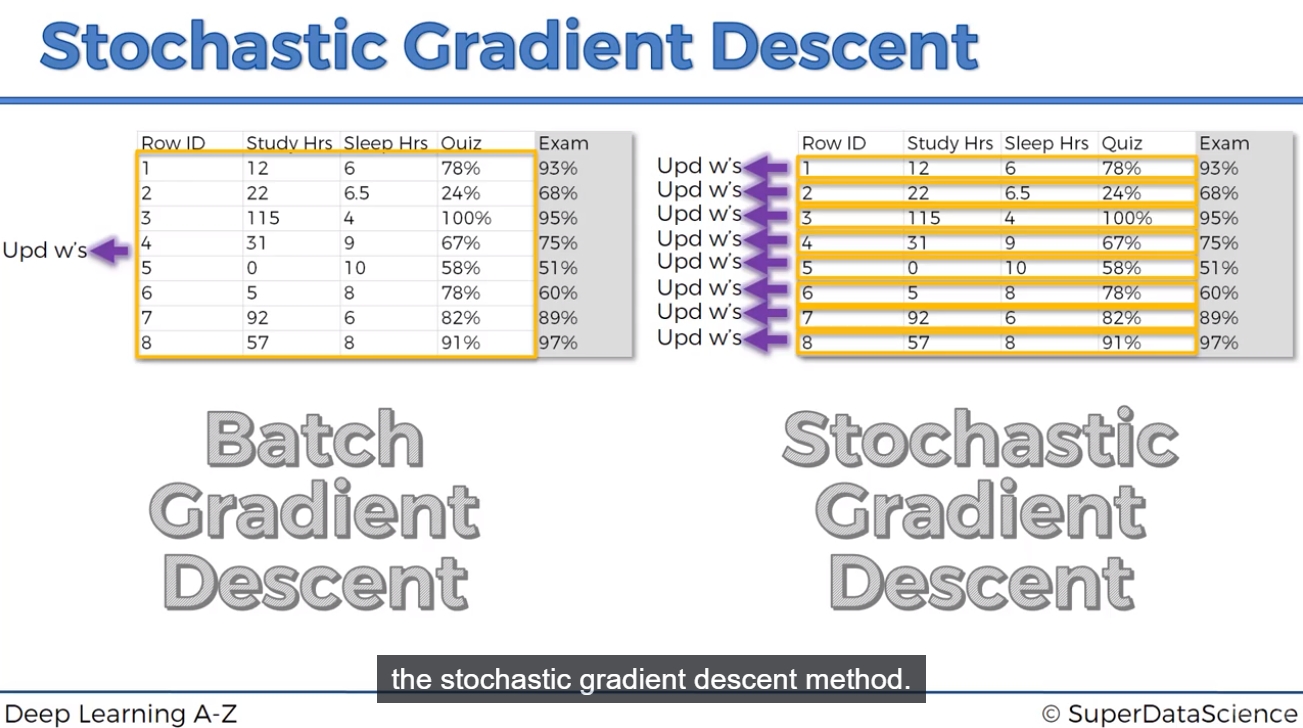 Stochastic Gradient Descent
Row ID Study Hrs Sleep Hrs Quiz Exam
1 12 6 78% 93%
2 22 6.5 24% 68%
3 115 4 100% 95%
4 31 9 67% 75%
5 0 10 58% 51%
6 5 8 78% 60%
7 92 6 82% 89%
8 57 8 91% 97%
Upd w's
Row ID Study Hrs Sleep Hrs Quiz Exam
Upd w's 1 12 6 78% 93%
Upd w's 2 22 6.5 24% 68%
Upd w's 3 115 4 100% 95%
Upd w's 4 31 9 67% 75%
Upd w's 5 0 10 58% 51%
Upd w's 6 5 8 78% 60%
Upd w's 7 92 6 82% 89%
Upd w's 8 57 8 91% 97%
Batch
Gradient
Descent
Stochastic
Gradient
Descent
the stochastic gradient descent method.
Deep Learning A-Z
© SuperDataScience